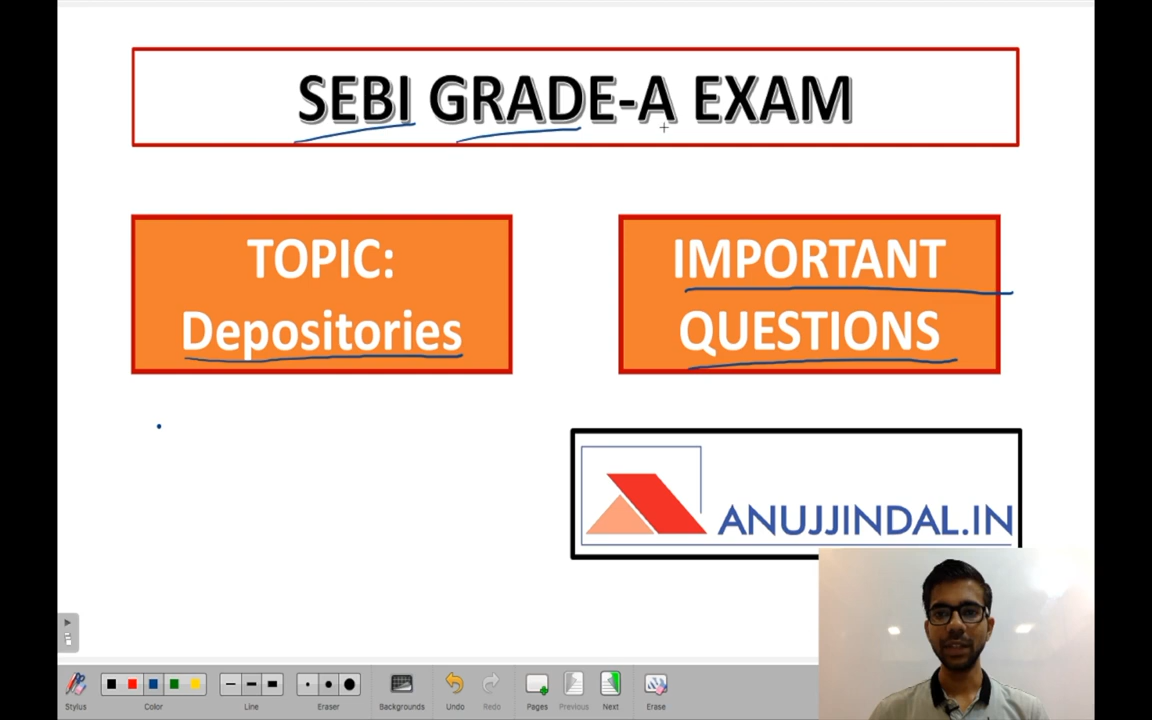 SEBI GRADE-A EXAM
TOPIC:
Depositories
IMPORTANT
QUESTIONS
ANUJJINDAL.IN
Stylus
Color
Line
Eraser
Backgrounds
Undo
Redo
Pages
Previous
Next
Erase